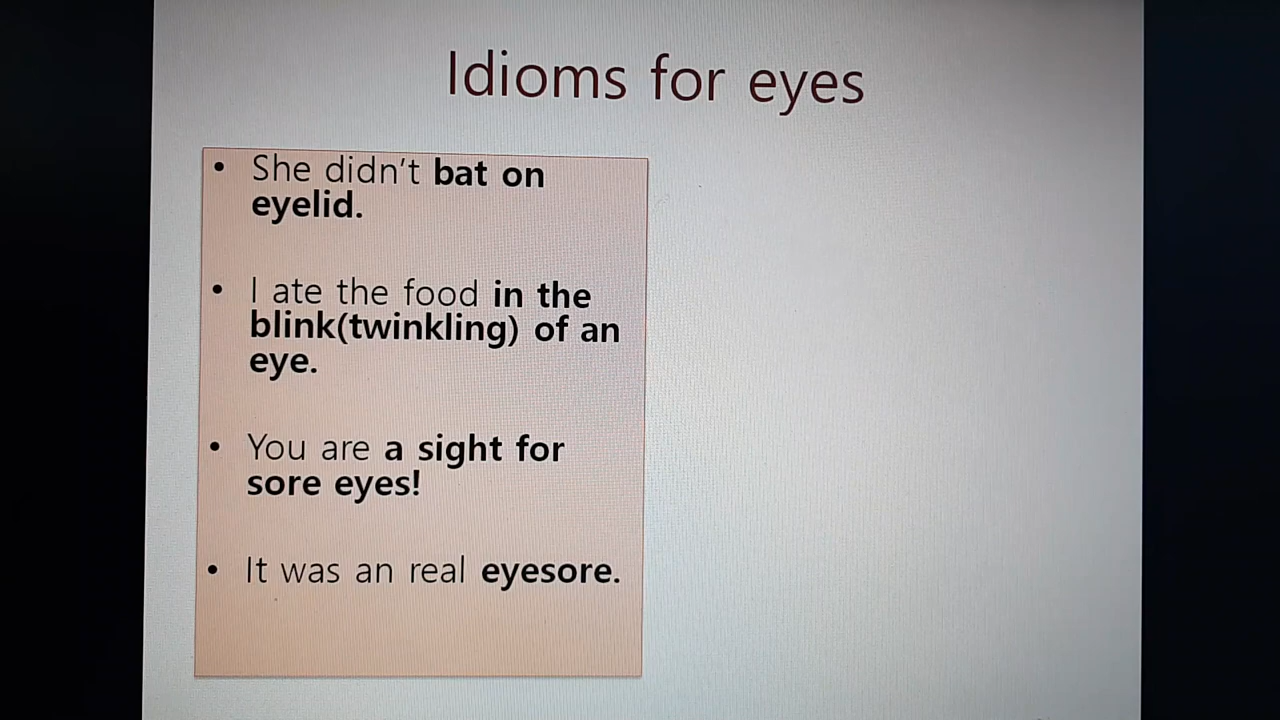 Idioms for eyes
• She didn't bat on
eyelid.
• I ate the food in the
blink(twinkling) of an
eye.
• You are a sight for
sore eyes!
• It was an real eyesore.